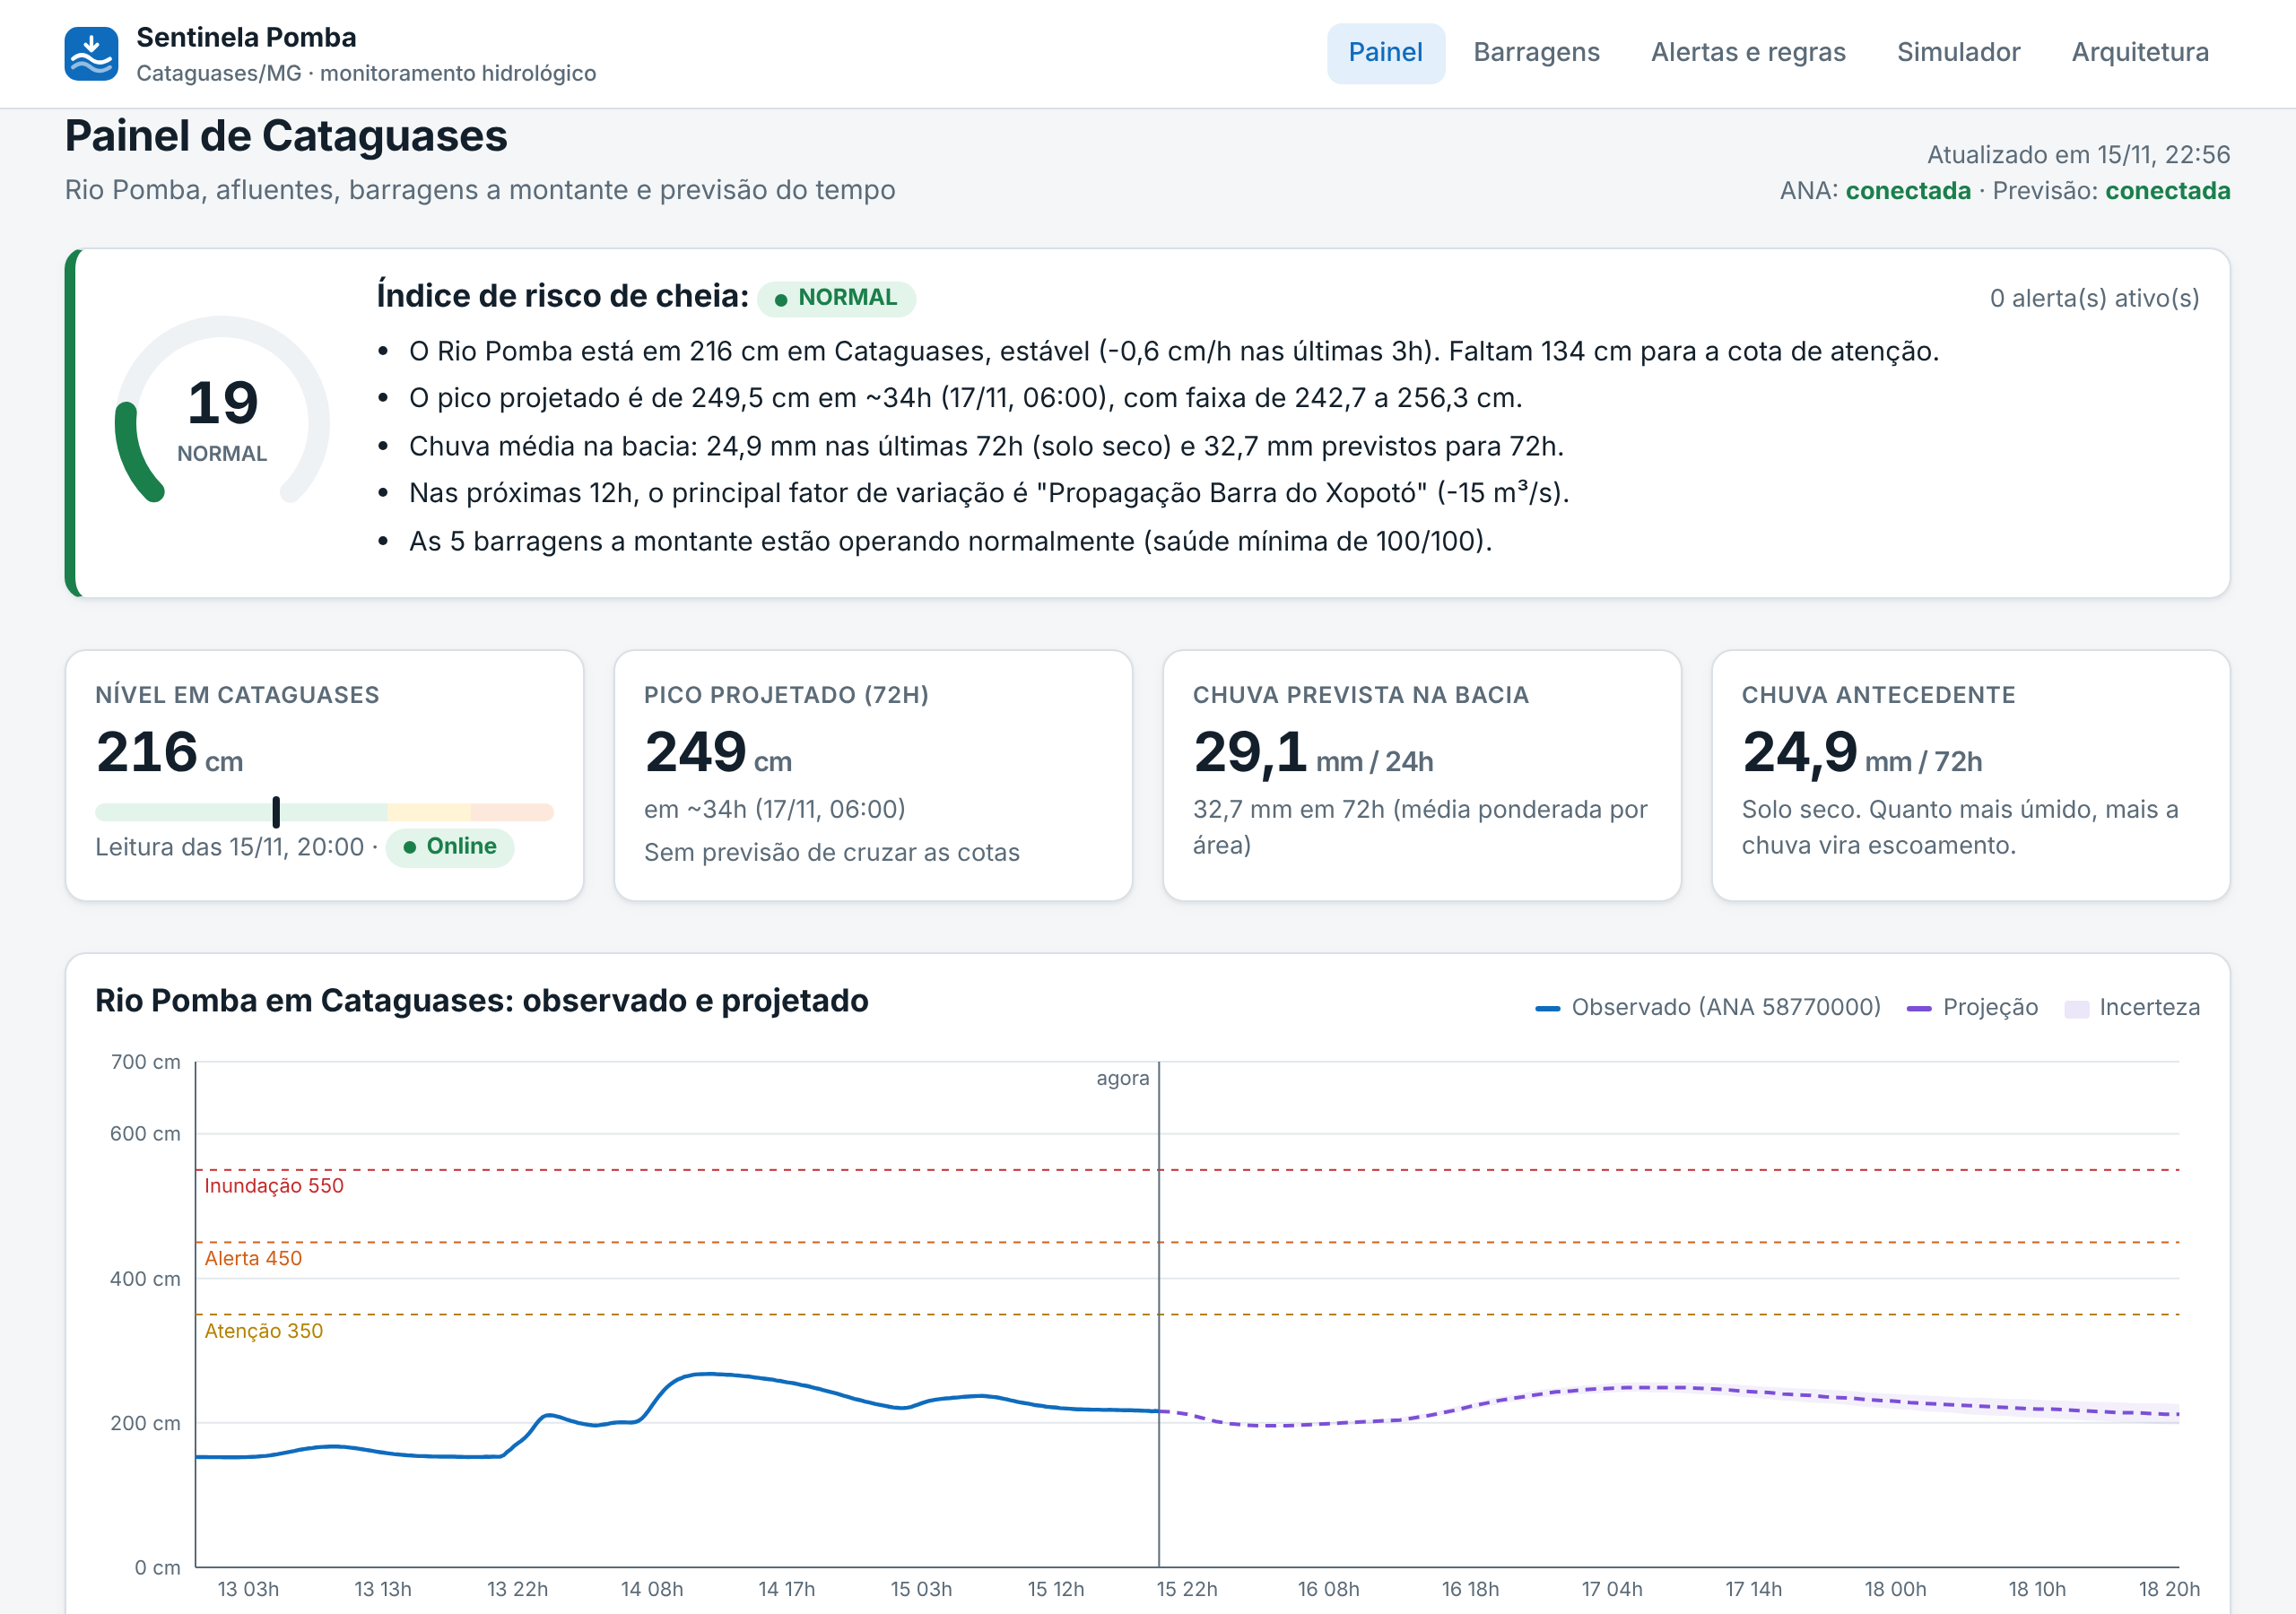 Sentinela Pomba
Cataguases/MG · monitoramento hidrológico
Painel
Barragens
Alertas e regras
Simulador
Arquitetura
Painel de Cataguases
Rio Pomba, afluentes, barragens a montante e previsão do tempo
Atualizado em 15/11, 22:56
ANA: conectada · Previsão: conectada
19
NORMAL
Índice de risco de cheia: NORMAL
0 alerta(s) ativo(s)
• O Rio Pomba está em 216 cm em Cataguases, estável (-0,6 cm/h nas últimas 3h). Faltam 134 cm para a cota de atenção.
• O pico projetado é de 249,5 cm em ~34h (17/11, 06:00), com faixa de 242,7 a 256,3 cm.
• Chuva média na bacia: 24,9 mm nas últimas 72h (solo seco) e 32,7 mm previstos para 72h.
• Nas próximas 12h, o principal fator de variação é "Propagação Barra do Xopotó" (-15 m³/s).
• As 5 barragens a montante estão operando normalmente (saúde mínima de 100/100).
NÍVEL EM CATAGUASES
216 cm
Leitura das 15/11, 20:00 · Online
PICO PROJETADO (72H)
249 cm
em ~34h (17/11, 06:00)
Sem previsão de cruzar as cotas
CHUVA PREVISTA NA BACIA
29,1 mm / 24h
32,7 mm em 72h (média ponderada por
área)
CHUVA ANTECEDENTE
24,9 mm / 72h
Solo seco. Quanto mais úmido, mais a
chuva vira escoamento.
Rio Pomba em Cataguases: observado e projetado
Observado (ANA 58770000)
Projeção
Incerteza
700 cm
agora
600 cm
Inundação 550
Alerta 450
400 cm
Atenção 350
200 cm
0 cm
13 03h
13 13h
13 22h
14 08h
14 17h
15 03h
15 12h
15 22h
16 08h
16 18h
17 04h
17 14h
18 00h
18 10h
18 20h